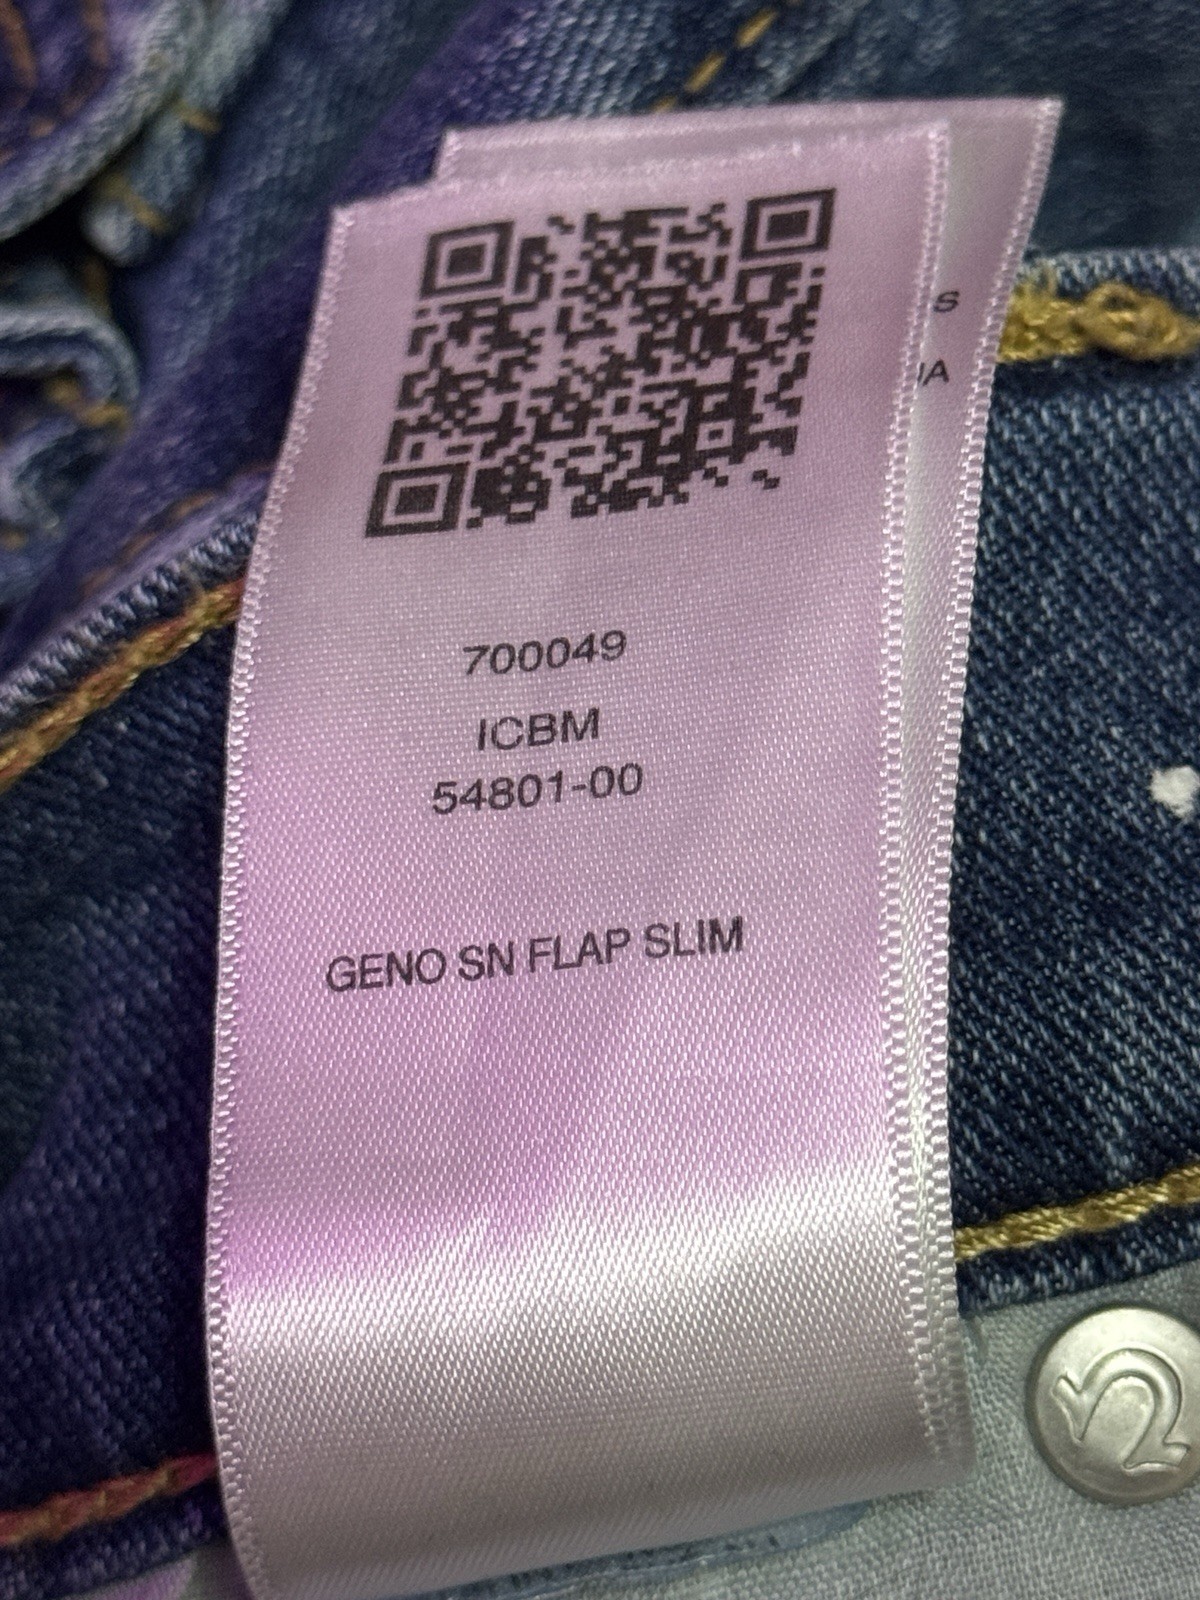 700049
ICBM
54801-00
GENO SN FLAP SLIM